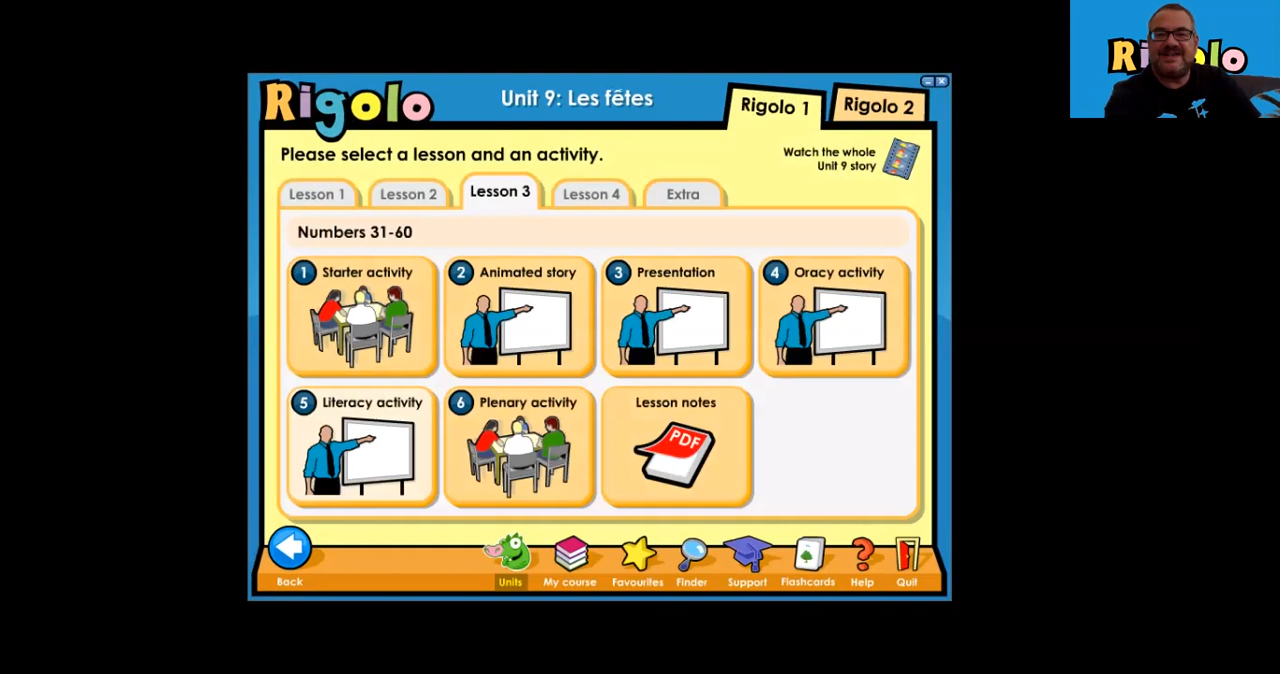 Rigolo
Unit 9: Les fêtes
Rigolo 1
Rigolo 2
Please select a lesson and an activity.
Watch the whole
Unit 9 story
Lesson 1
Lesson 2
Lesson 3
Lesson 4
Extra
Numbers 31-60
1 Starter activity
2 Animated story
3 Presentation
4 Oracy activity
5 Literacy activity
6 Plenary activity
Lesson notes
PDF
Back
Units
My course
Favourites
Finder
Support
Flashcards
Help
Quit